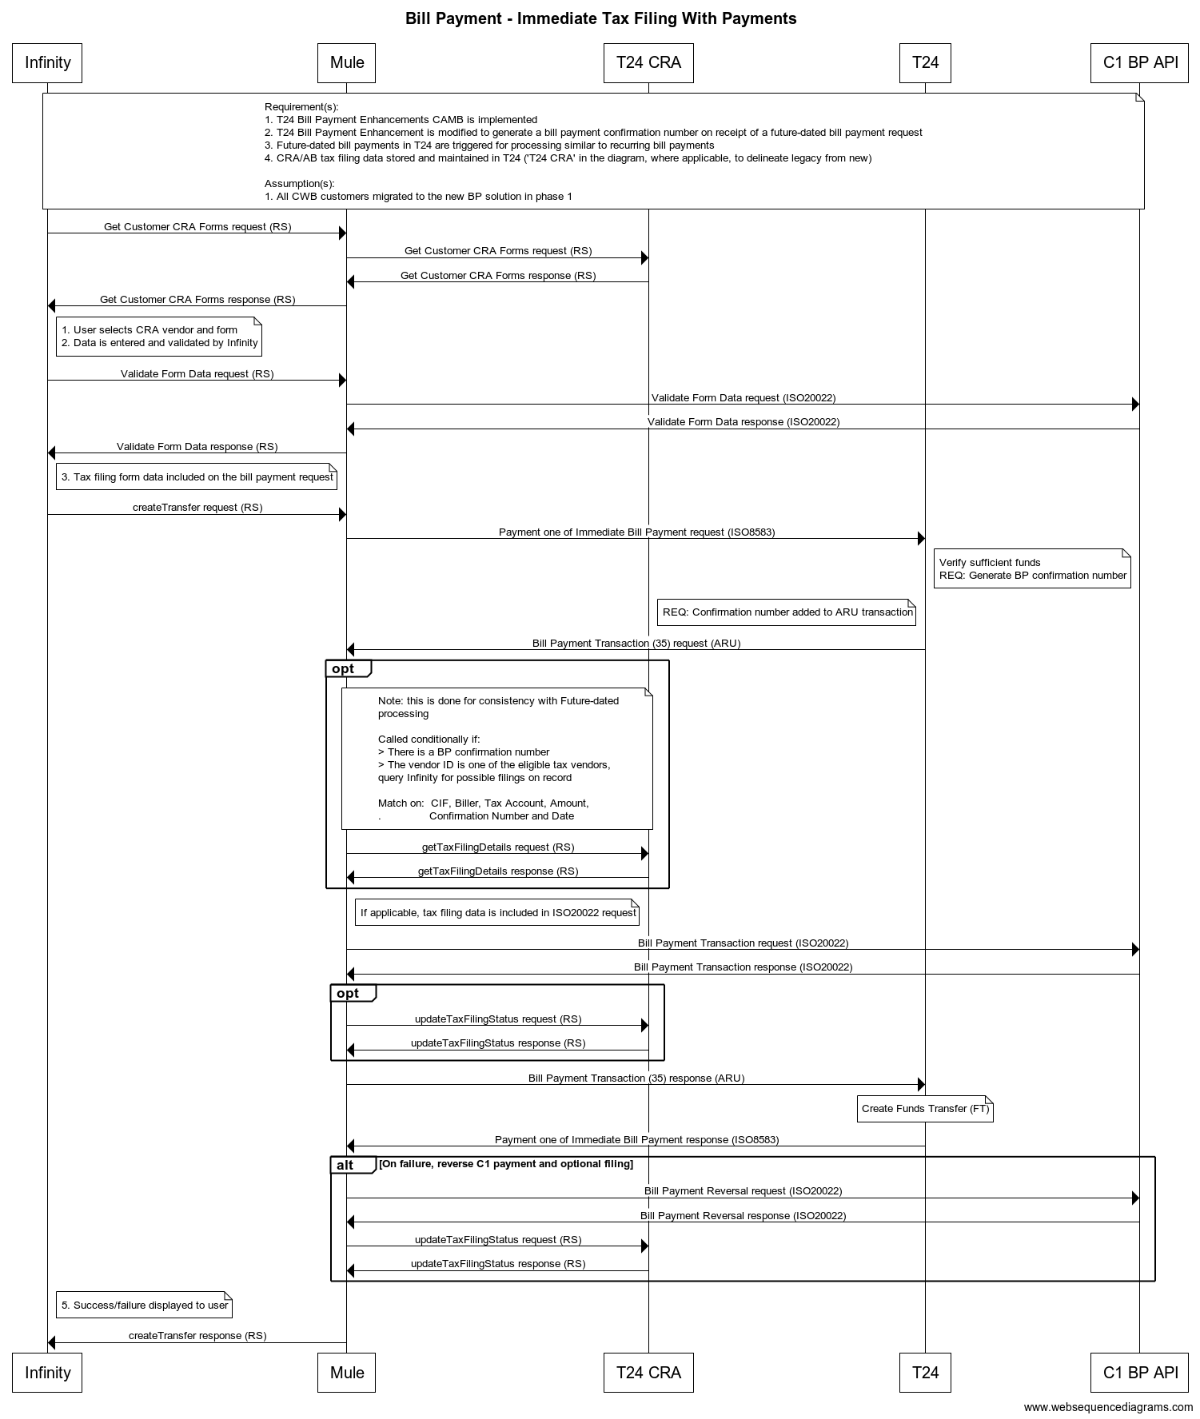 Bill Payment - Immediate Tax Filing With Payments
Infinity
Mule
T24 CRA
T24
C1 BP API
Requirement(s):
1. T24 Bill Payment Enhancements CAMB is implemented
2. T24 Bill Payment Enhancement is modified to generate a bill payment confirmation number on receipt of a future-dated bill payment request
3. Future-dated bill payments in T24 are triggered for processing similar to recurring bill payments
4. CRA/AB tax filing data stored and maintained in T24 ('T24 CRA' in the diagram, where applicable, to delineate legacy from new)
Assumption(s):
1. All CWB customers migrated to the new BP solution in phase 1
Get Customer CRA Forms request (RS)
Get Customer CRA Forms request (RS)
Get Customer CRA Forms response (RS)
Get Customer CRA Forms response (RS)
1. User selects CRA vendor and form
2. Data is entered and validated by Infinity
Validate Form Data request (RS)
Validate Form Data request (ISO20022)
Validate Form Data response (ISO20022)
Validate Form Data response (RS)
3. Tax filing form data included on the bill payment request
createTransfer request (RS)
Payment one of Immediate Bill Payment request (ISO8583)
Verify sufficient funds
REQ: Generate BP confirmation number
REQ: Confirmation number added to ARU transaction
Bill Payment Transaction (35) request (ARU)
opt
Note: this is done for consistency with Future-dated
processing
Called conditionally if:
> There is a BP confirmation number
> The vendor ID is one of the eligible tax vendors,
query Infinity for possible filings on record
Match on: CIF, Biller, Tax Account, Amount,
. Confirmation Number and Date
getTaxFilingDetails request (RS)
getTaxFilingDetails response (RS)
If applicable, tax filing data is included in ISO20022 request
Bill Payment Transaction request (ISO20022)
Bill Payment Transaction response (ISO20022)
opt
updateTaxFilingStatus request (RS)
updateTaxFilingStatus response (RS)
Bill Payment Transaction (35) response (ARU)
Create Funds Transfer (FT)
Payment one of Immediate Bill Payment response (ISO8583)
alt [On failure, reverse C1 payment and optional filing]
Bill Payment Reversal request (ISO20022)
Bill Payment Reversal response (ISO20022)
updateTaxFilingStatus request (RS)
updateTaxFilingStatus response (RS)
5. Success/failure displayed to user
createTransfer response (RS)
Infinity
Mule
T24 CRA
T24
C1 BP API
www.websequencediagrams.com